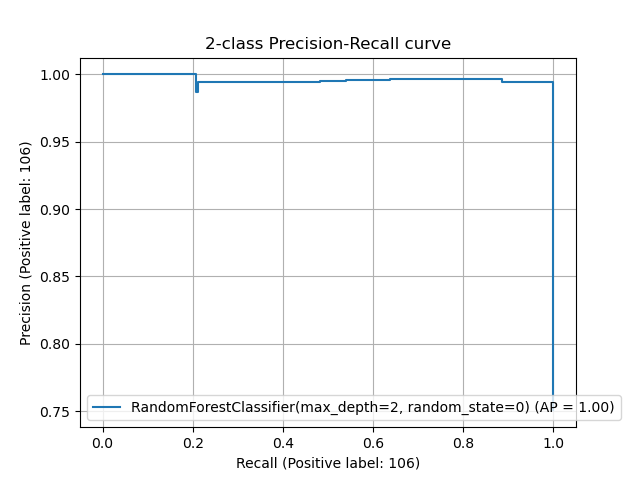 2-class Precision-Recall curve
Precision (Positive label: 106)
1.00
0.95
0.90
0.85
0.80
0.75
RandomForestClassifier(max_depth=2, random_state=0) (AP = 1.00)
0.0 0.2 0.4 0.6 0.8 1.0
Recall (Positive label: 106)